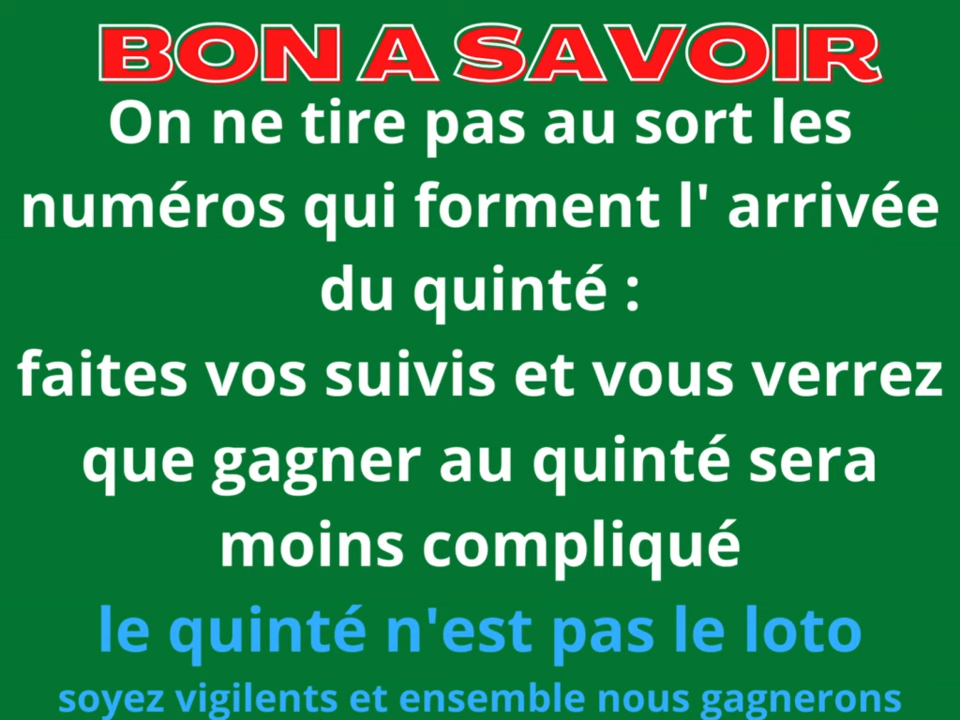 BON A SAVOIR
On ne tire pas au sort les
numéros qui forment l' arrivée
du quinté :
faites vos suivis et vous verrez
que gagner au quinté sera
moins compliqué
le quinté n'est pas le loto
soyez vigilents et ensemble nous gagnerons